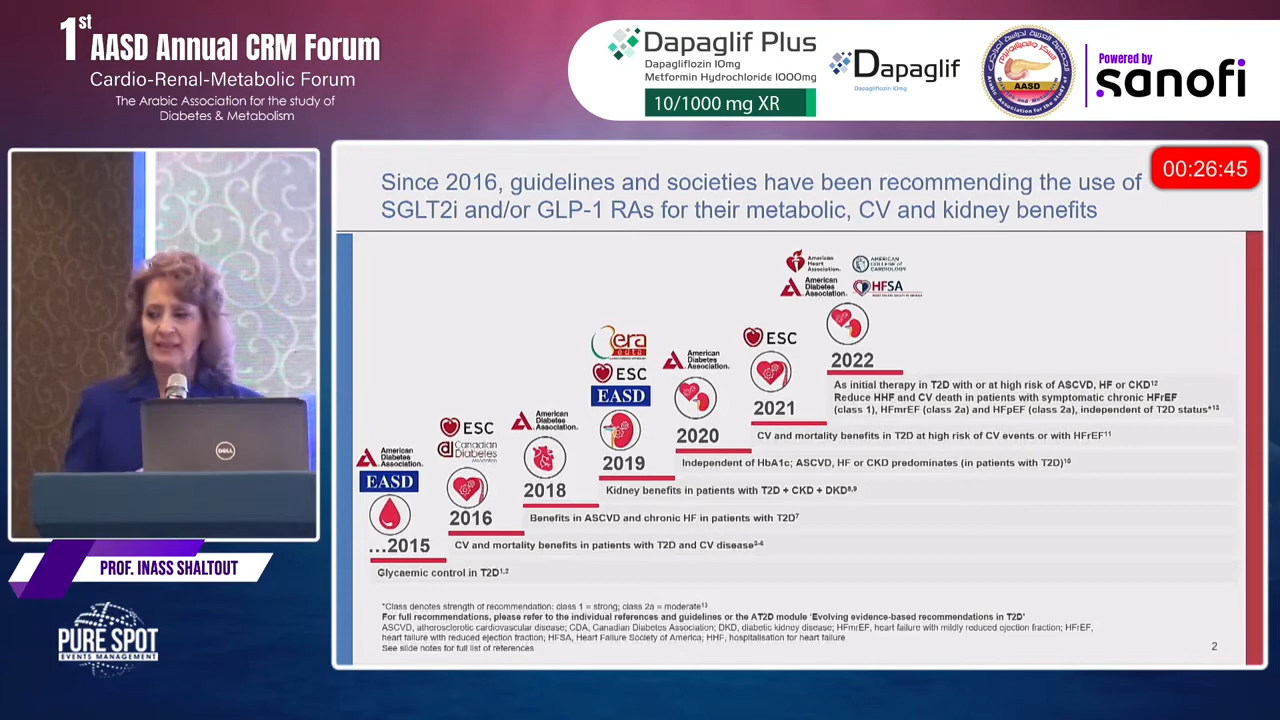 1st
AASD Annual CRM Forum
Cardio-Renal-Metabolic Forum
The Arabic Association for the study of
Diabetes & Metabolism
Dapaglif Plus
Dapagliflozin 10mg
Metformin Hydrochloride 1000mg
10/1000 mg XR
Dapaglif
Dapagliflozin 10mg
AASD
Powered by
sanofi
00:26:45
Since 2016, guidelines and societies have been recommending the use of
SGLT2i and/or GLP-1 RAs for their metabolic, CV and kidney benefits
American Heart Association.
AMERICAN COLLEGE of CARDIOLOGY
American Diabetes Association.
HFSA
2022
As initial therapy in T2D with or at high risk of ASCVD, HF or CKD¹²
Reduce HHF and CV death in patients with symptomatic chronic HFrEF
(class 1), HFmrEF (class 2a) and HFpEF (class 2a), independent of T2D status*¹³
ESC
2021
CV and mortality benefits in T2D at high risk of CV events or with HFrEF¹¹
American Diabetes Association.
2020
Independent of HbA1c; ASCVD, HF or CKD predominates (in patients with T2D)¹⁰
era
edta
ESC
EASD
2019
Kidney benefits in patients with T2D + CKD + DKD⁸,⁹
American Diabetes Association.
2018
Benefits in ASCVD and chronic HF in patients with T2D⁷
ESC
Canadian Diabetes Association
2016
CV and mortality benefits in patients with T2D and CV disease³⁻⁶
American Diabetes Association.
EASD
...2015
Glycaemic control in T2D¹,²
*Class denotes strength of recommendation: class 1 = strong; class 2a = moderate¹³
For full recommendations, please refer to the individual references and guidelines or the AT2D module 'Evolving evidence-based recommendations in T2D'
ASCVD, atherosclerotic cardiovascular disease; CDA, Canadian Diabetes Association; DKD, diabetic kidney disease; HFmrEF, heart failure with mildly reduced ejection fraction; HFrEF,
heart failure with reduced ejection fraction; HFSA, Heart Failure Society of America; HHF, hospitalisation for heart failure
See slide notes for full list of references
2
DELL
PROF. INASS SHALTOUT
PURE SPOT
EVENTS MANAGEMENT